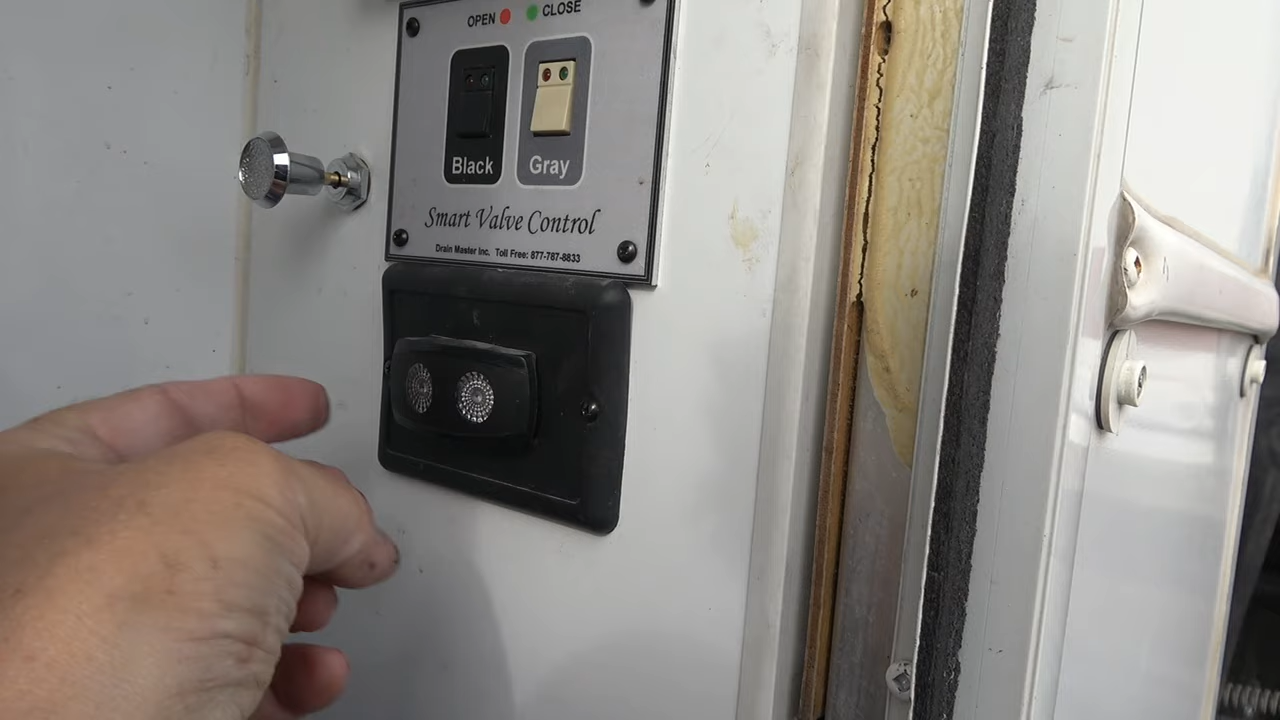 OPEN CLOSE
Black Gray
Smart Valve Control
Drain Master Inc. Toll Free: 877-787-8833